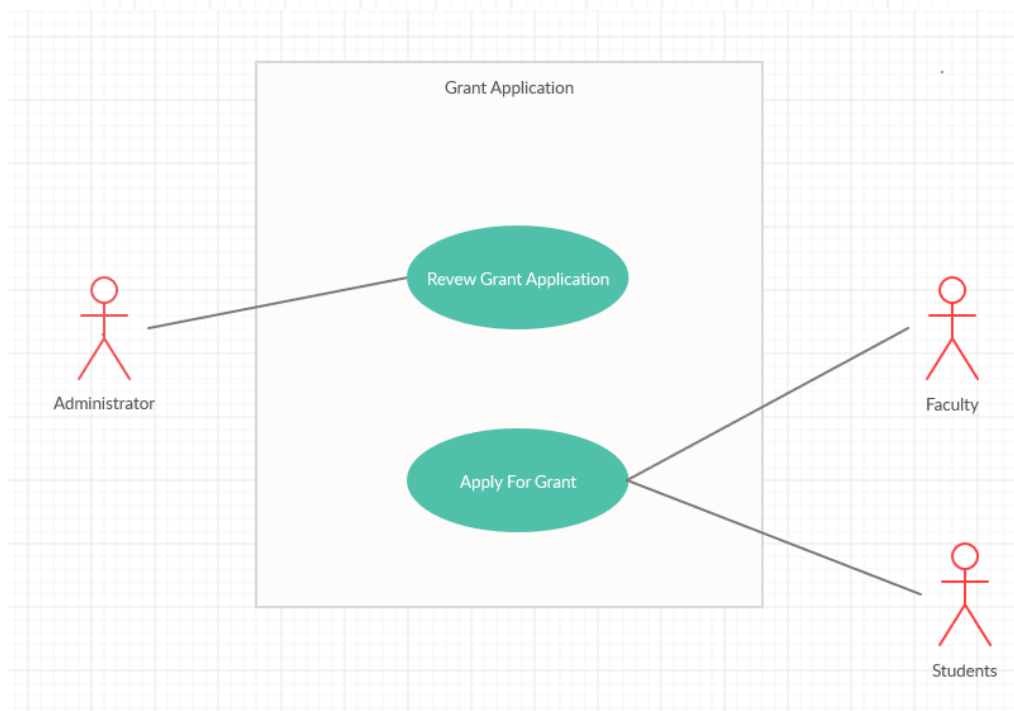 Grant Application
Revew Grant Application
Administrator
Faculty
Apply For Grant
Students